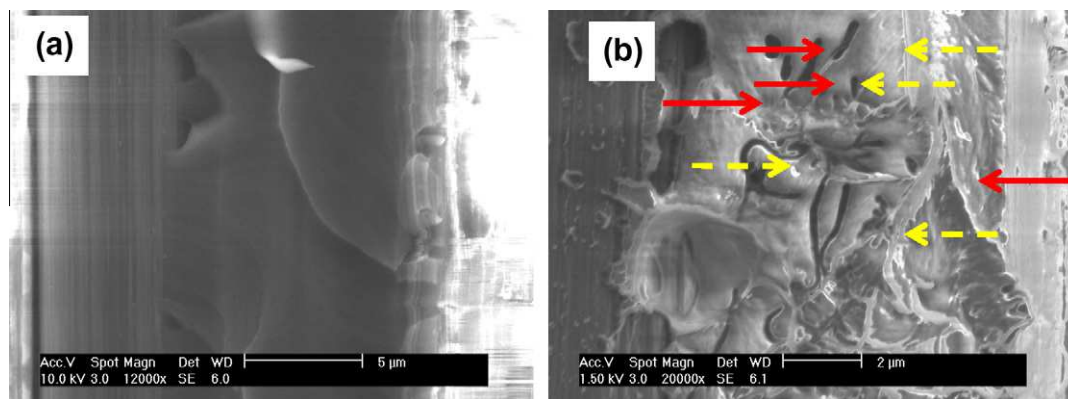 (a)
Acc.V Spot Magn Det WD 5 µm
10.0 kV 3.0 12000x SE 6.0
(b)
Acc.V Spot Magn Det WD 2 µm
1.50 kV 3.0 20000x SE 6.1